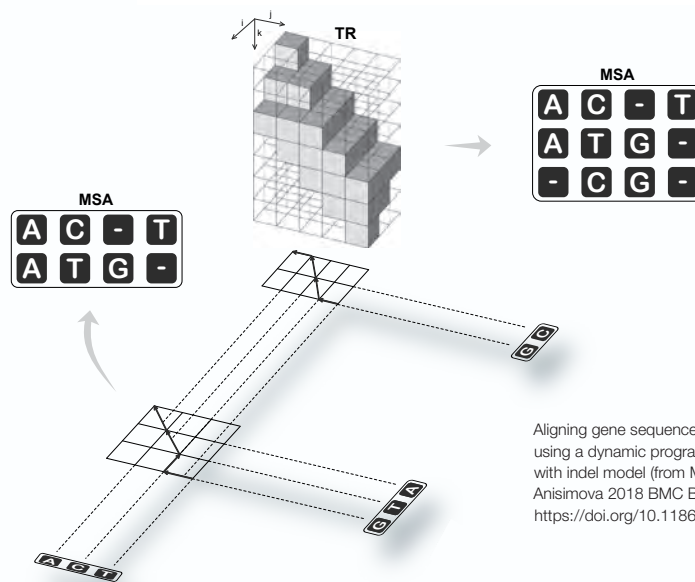 i
j
k
TR
MSA
A C - T
A T G -
- C G -
MSA
A C - T
A T G -
G C
G T A
A C T
Aligning gene sequence
using a dynamic progra
with indel model (from M
Anisimova 2018 BMC B
https://doi.org/10.1186